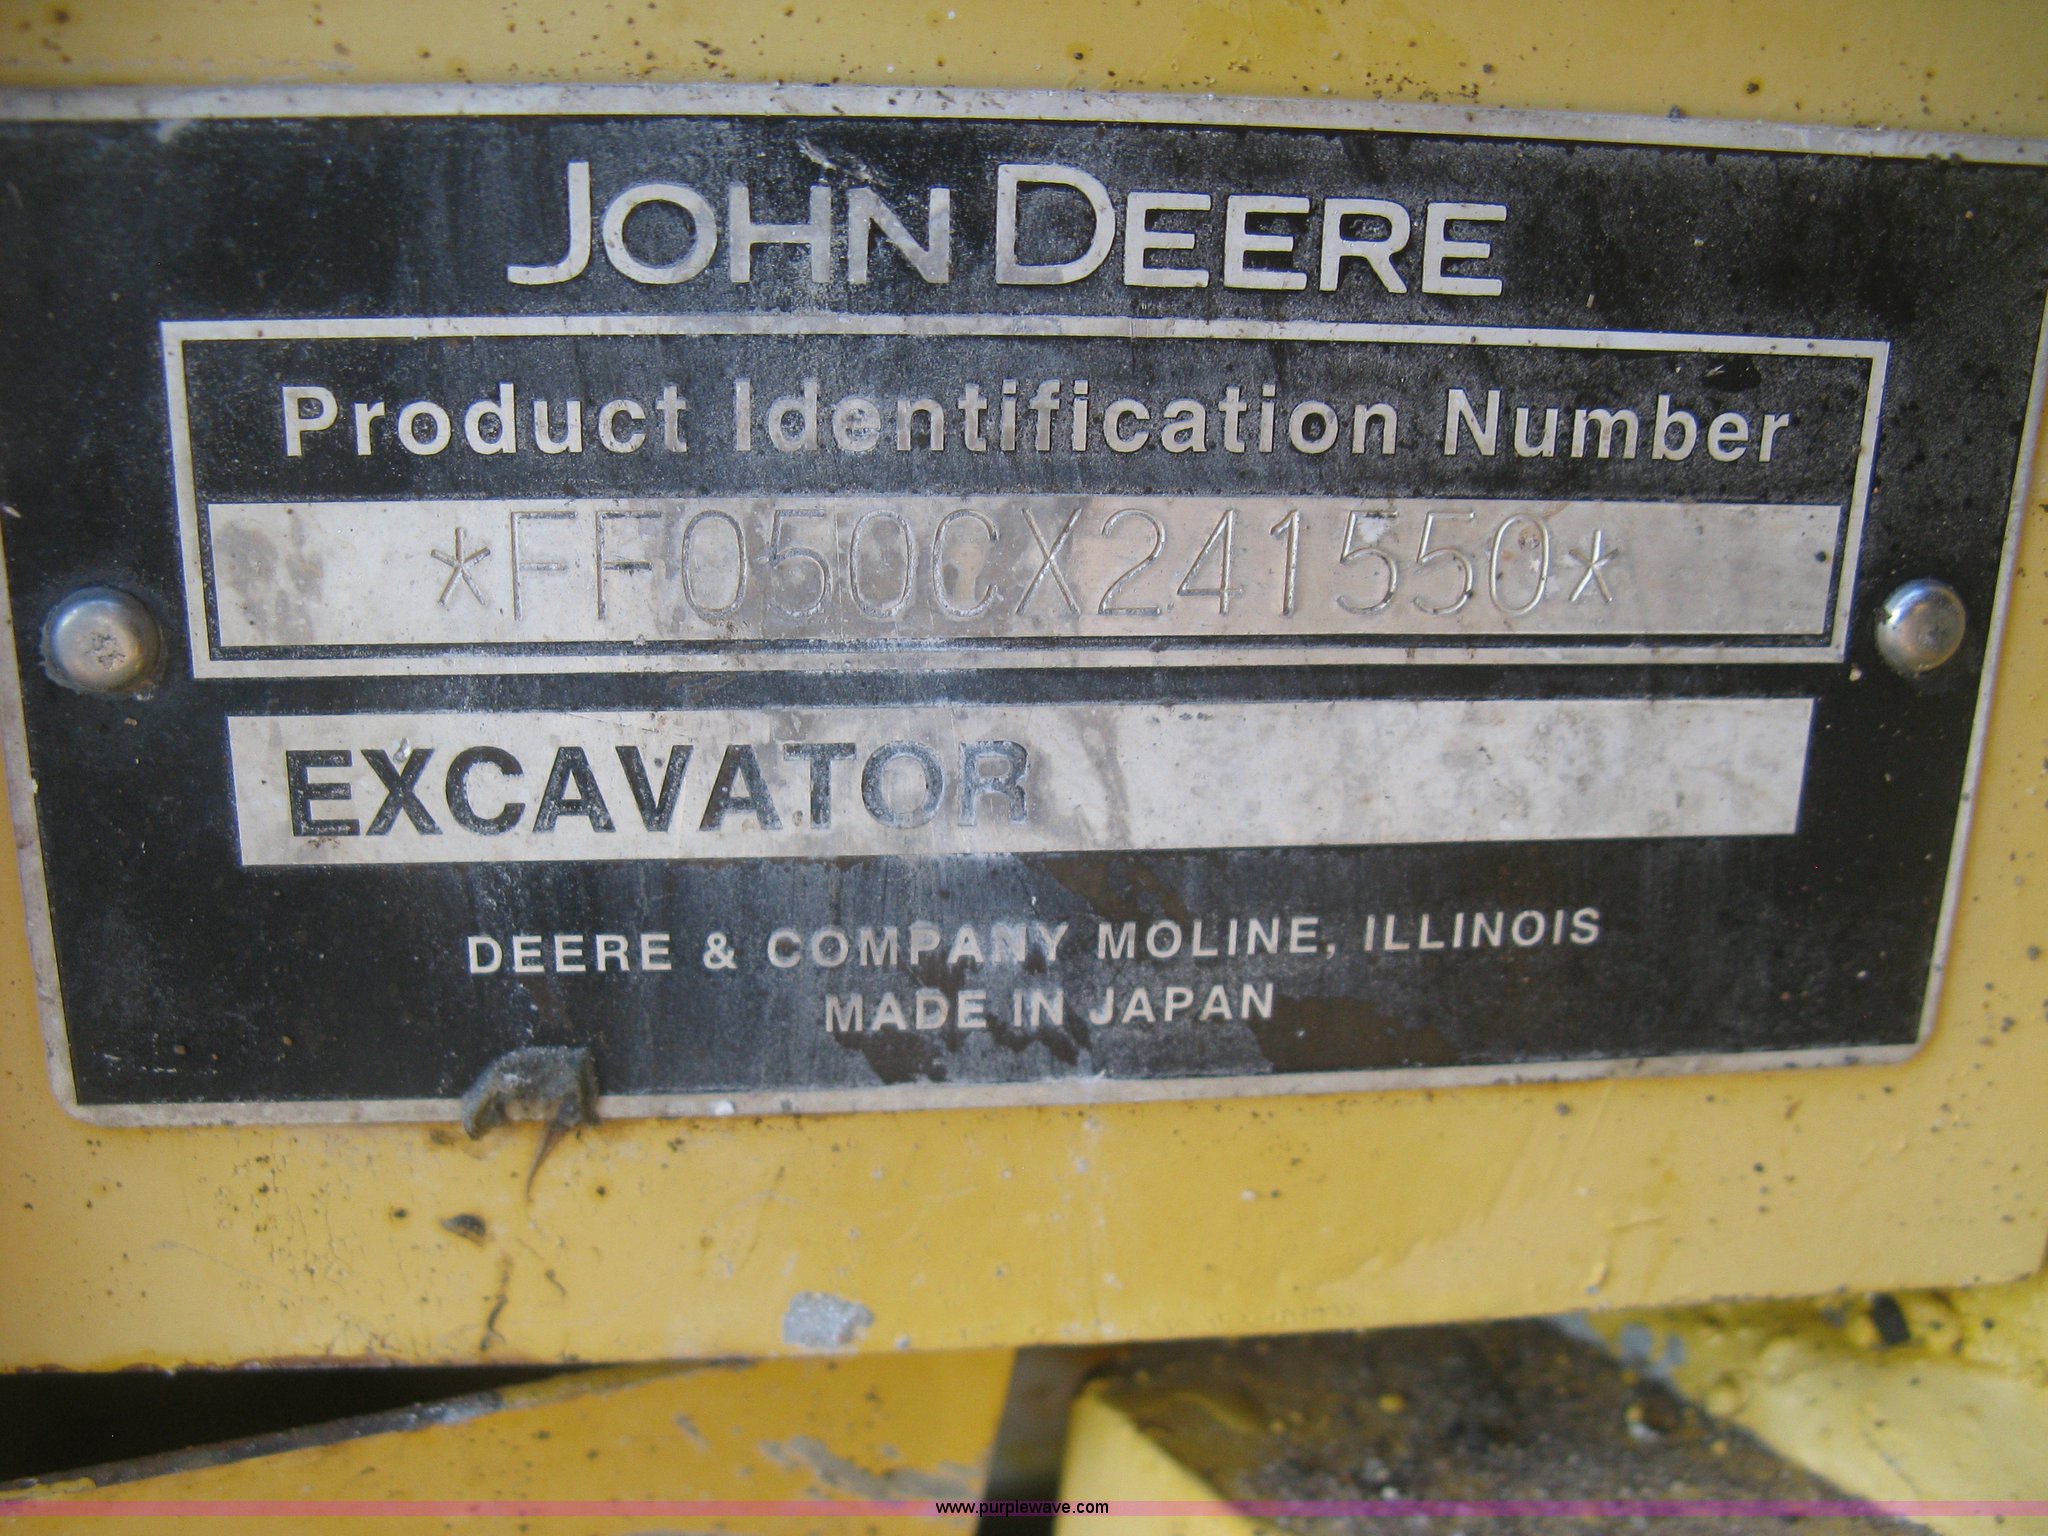 JOHN DEERE
Product Identification Number
*FF050CX241550*
EXCAVATOR
DEERE & COMPANY MOLINE, ILLINOIS
MADE IN JAPAN
www.purplewave.com